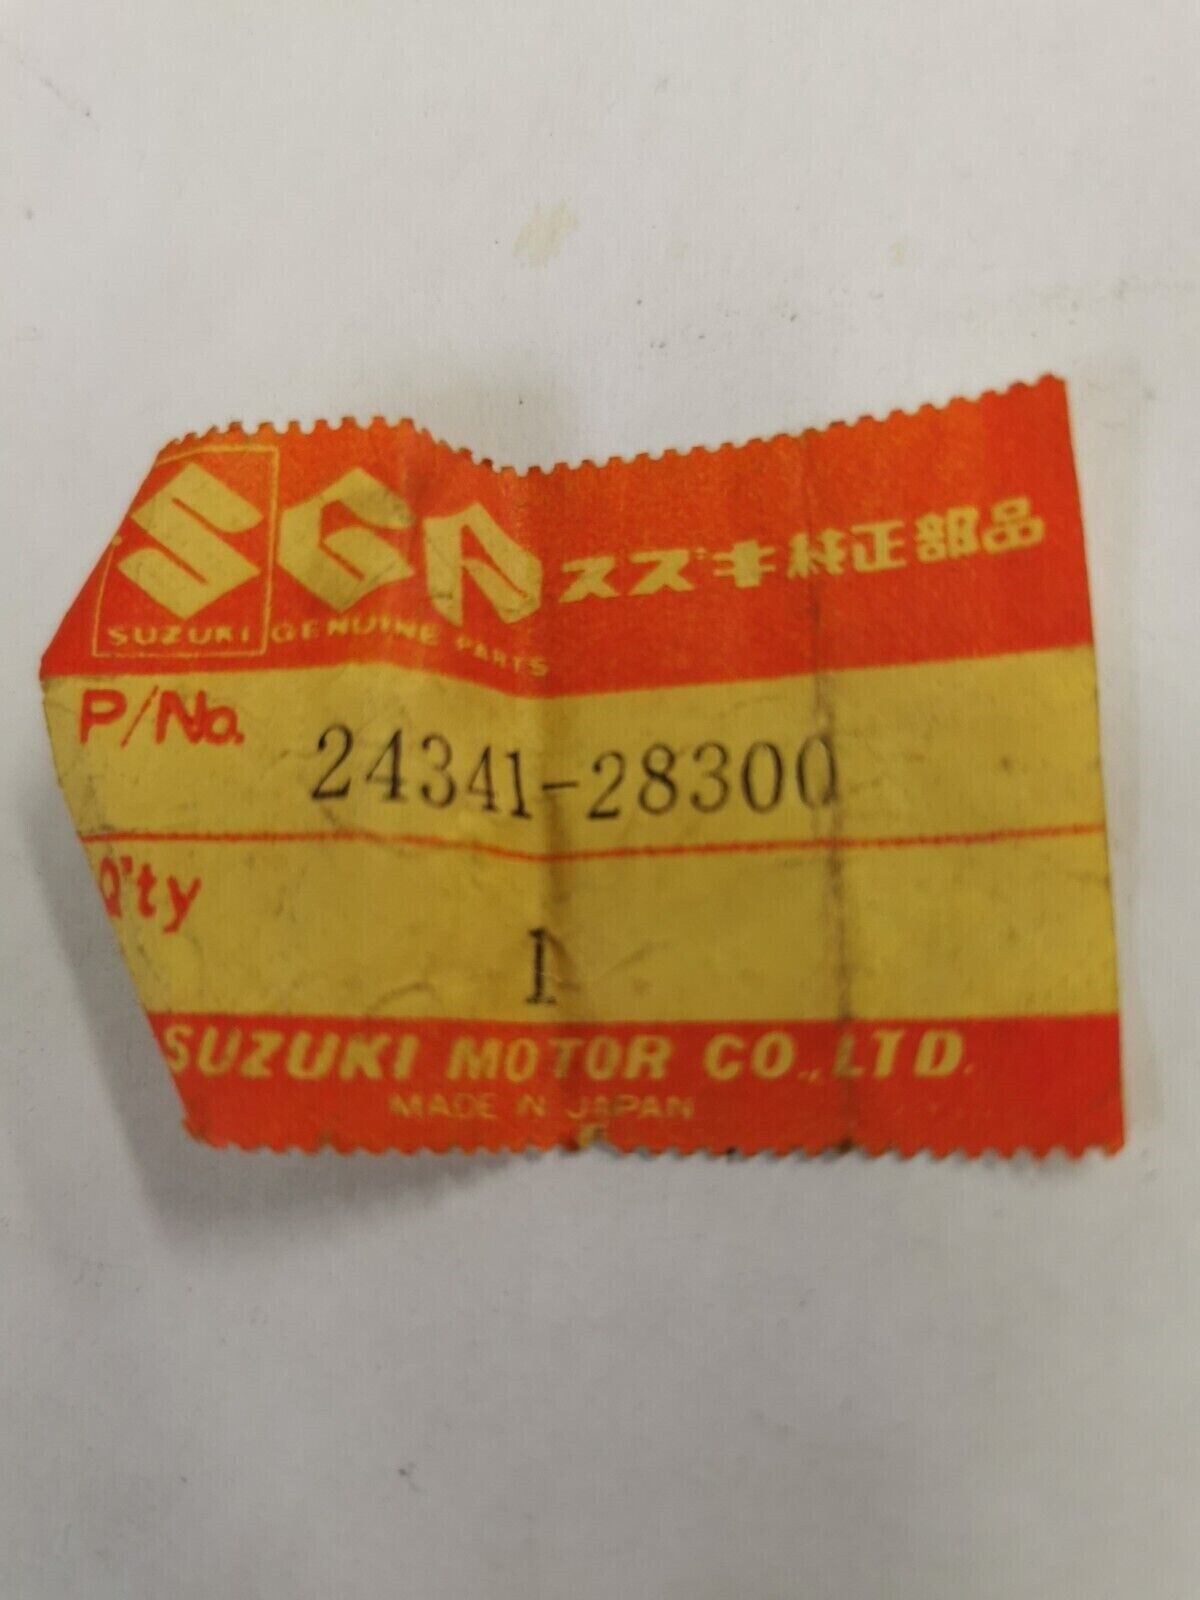 SGP スズキ純正部品
SUZUKI GENUINE PARTS
P/No.
24341-28300
Q'ty
1
SUZUKI MOTOR CO.,LTD.
MADE IN JAPAN